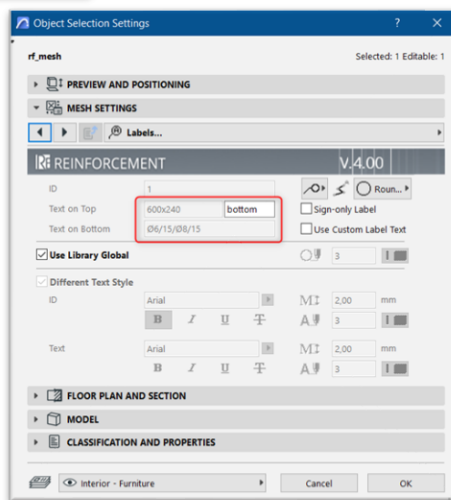 Object Selection Settings
rf_mesh Selected: 1 Editable: 1
PREVIEW AND POSITIONING
MESH SETTINGS
Labels...
REINFORCEMENT V.4.00
ID 1 Roun...
Text on Top 600x240 bottom Sign-only Label
Text on Bottom Ø6/15/Ø8/15 Use Custom Label Text
Use Library Global 3
Different Text Style
ID Arial 2,00 mm
B I U T 3
Text Arial 2,00 mm
B I U T 3
FLOOR PLAN AND SECTION
MODEL
CLASSIFICATION AND PROPERTIES
Interior - Furniture Cancel OK